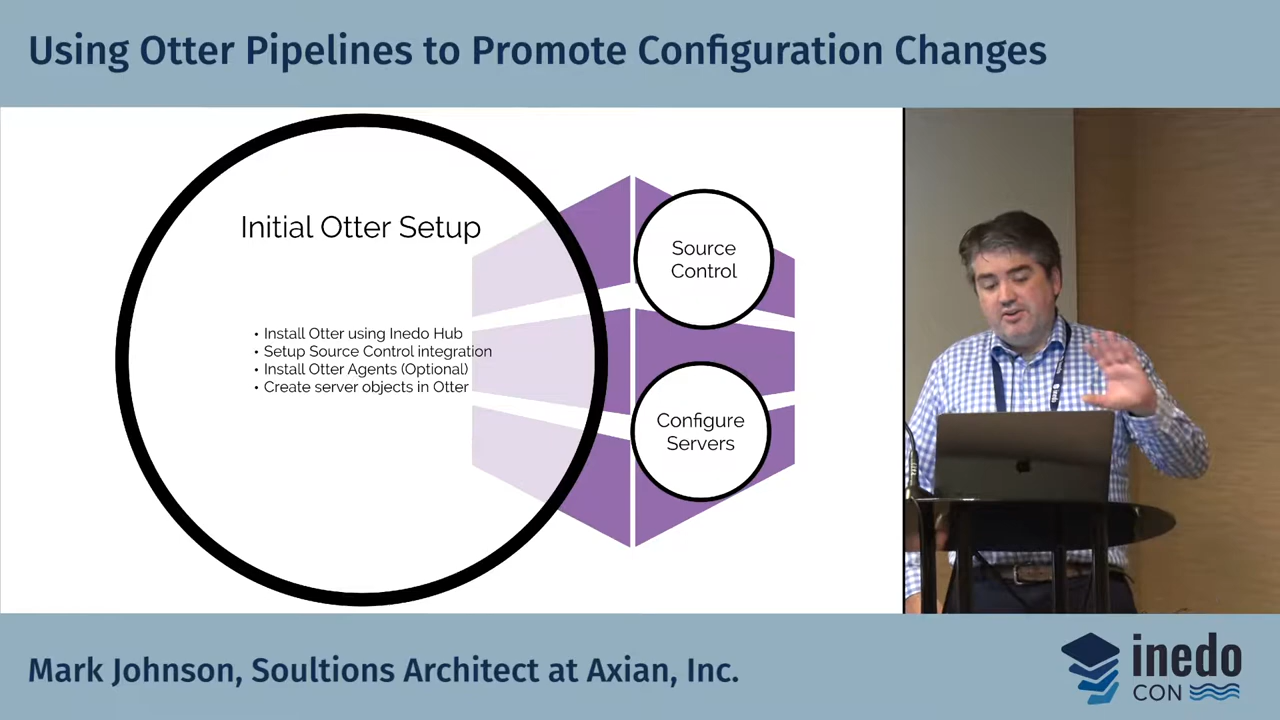 Using Otter Pipelines to Promote Configuration Changes
Initial Otter Setup
• Install Otter using Inedo Hub
• Setup Source Control integration
• Install Otter Agents (Optional)
• Create server objects in Otter
Source
Control
Configure
Servers
Mark Johnson, Soultions Architect at Axian, Inc.
inedo
CON